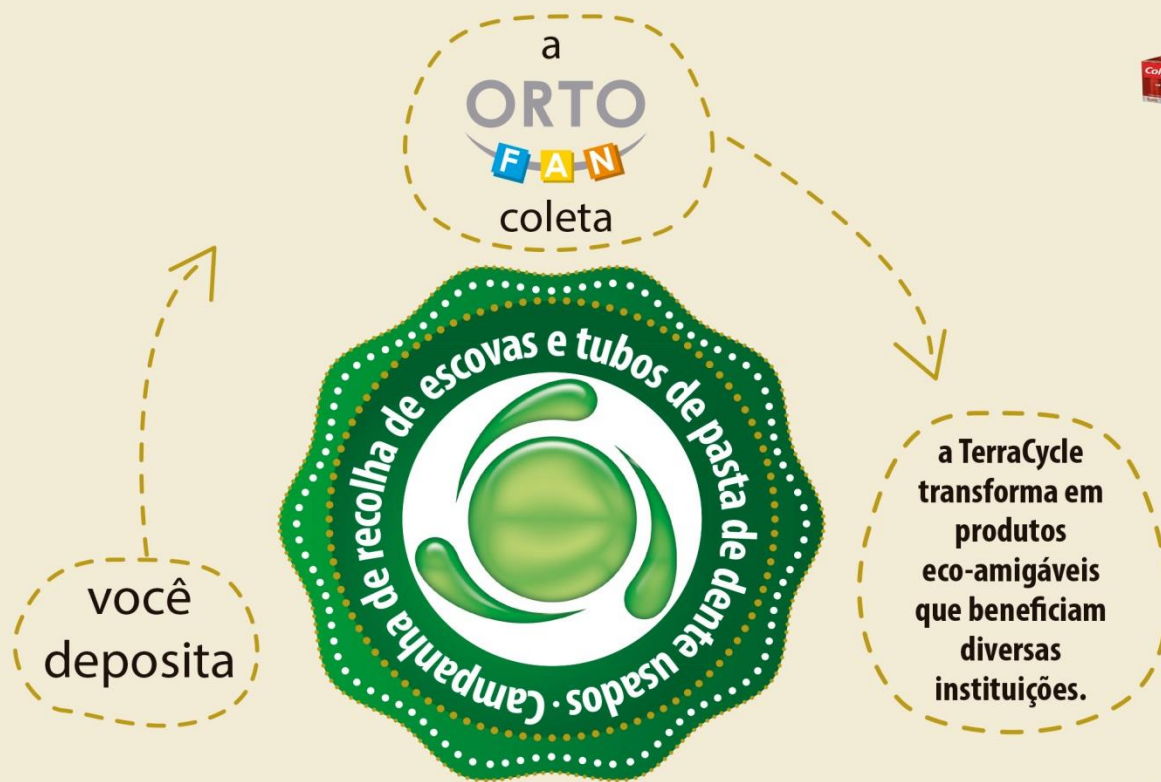 a
ORTO
FAN
coleta
Campanha de recolha de escovas e tubos de pasta de dente usados ·
você
deposita
a TerraCycle
transforma em
produtos
eco-amigáveis
que beneficiam
diversas
instituições.